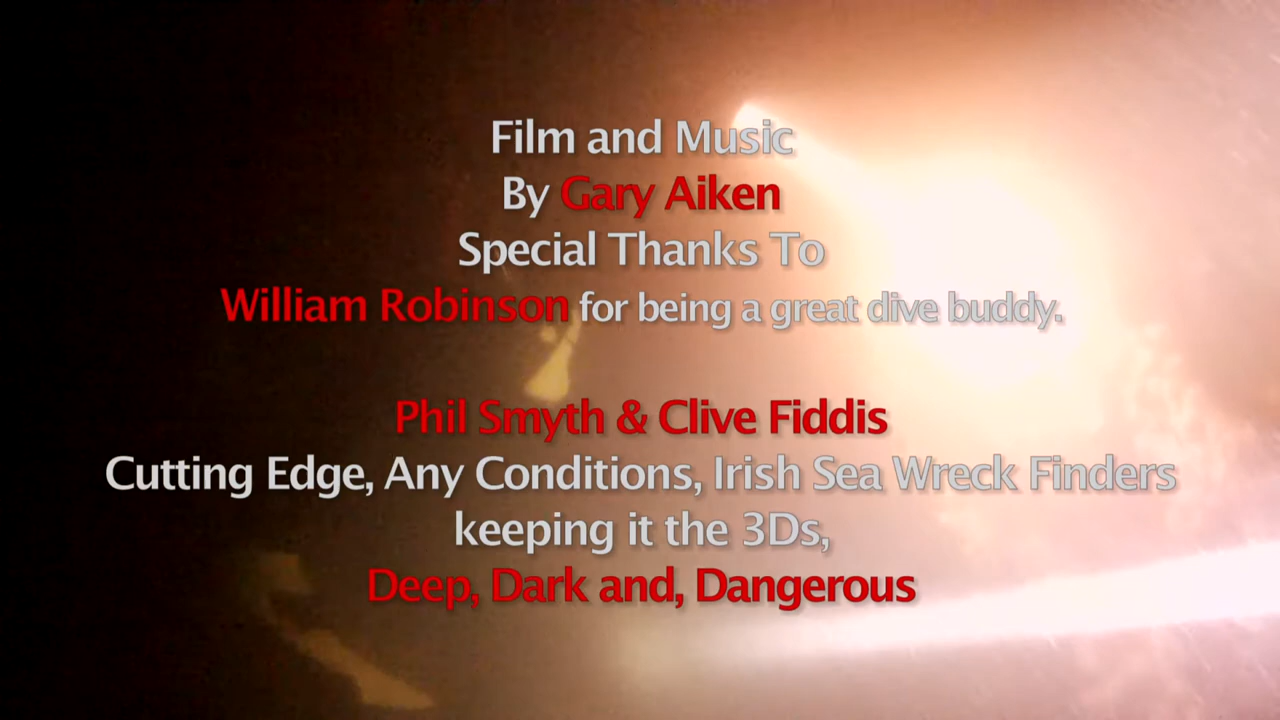 Film and Music
By Gary Aiken
Special Thanks To
William Robinson for being a great dive buddy.
Phil Smyth & Clive Fiddis
Cutting Edge, Any Conditions, Irish Sea Wreck Finders
keeping it the 3Ds,
Deep, Dark and, Dangerous